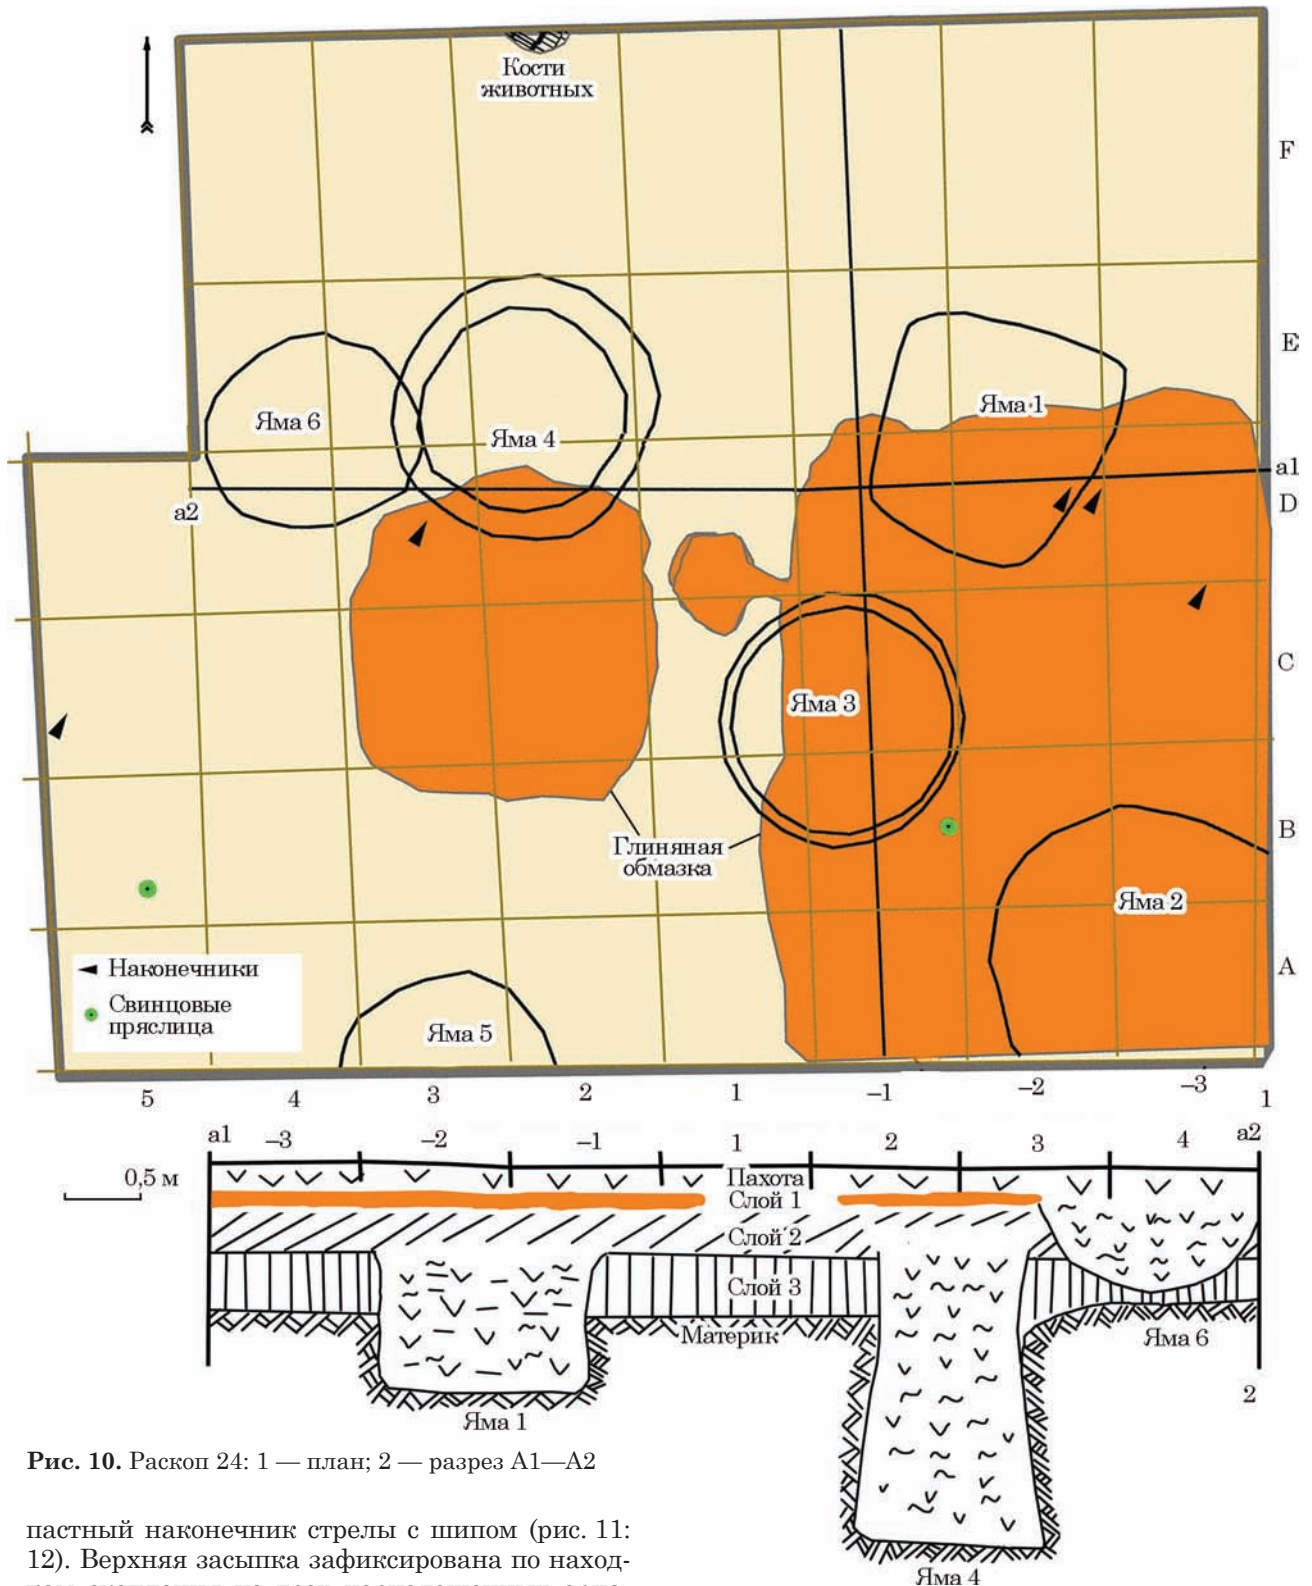 Кости
животных
F
E
Яма 1
Яма 6
Яма 4
a1
a2
D
C
Яма 3
B
Глиняная
обмазка
Яма 2
A
Наконечники
Свинцовые
пряслица
Яма 5
5 4 3 2 1 –1 –2 –3
1
a1 –3 –2 –1 1 2 3 4 a2
0,5 м
Пахота
Слой 1
Слой 2
Слой 3
Материк
Яма 6
2
Яма 1
Яма 4
Рис. 10. Раскоп 24: 1 — план; 2 — разрез А1—А2
пастный наконечник стрелы с шипом (рис. 11:
12). Верхняя засыпка зафиксирована по наход-